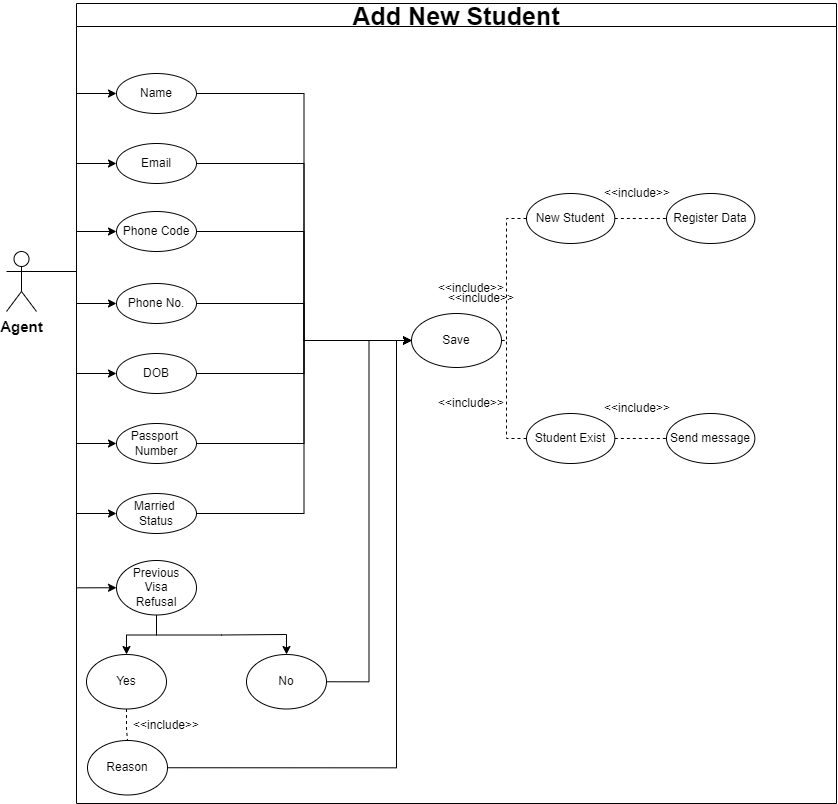 Add New Student
Name
Email
Phone Code
Phone No.
DOB
Passport
Number
Married
Status
Previous
Visa
Refusal
Yes
No
<<include>>
Reason
Agent
Save
<<include>>
<<include>>
<<include>>
New Student
<<include>>
Register Data
Student Exist
<<include>>
Send message